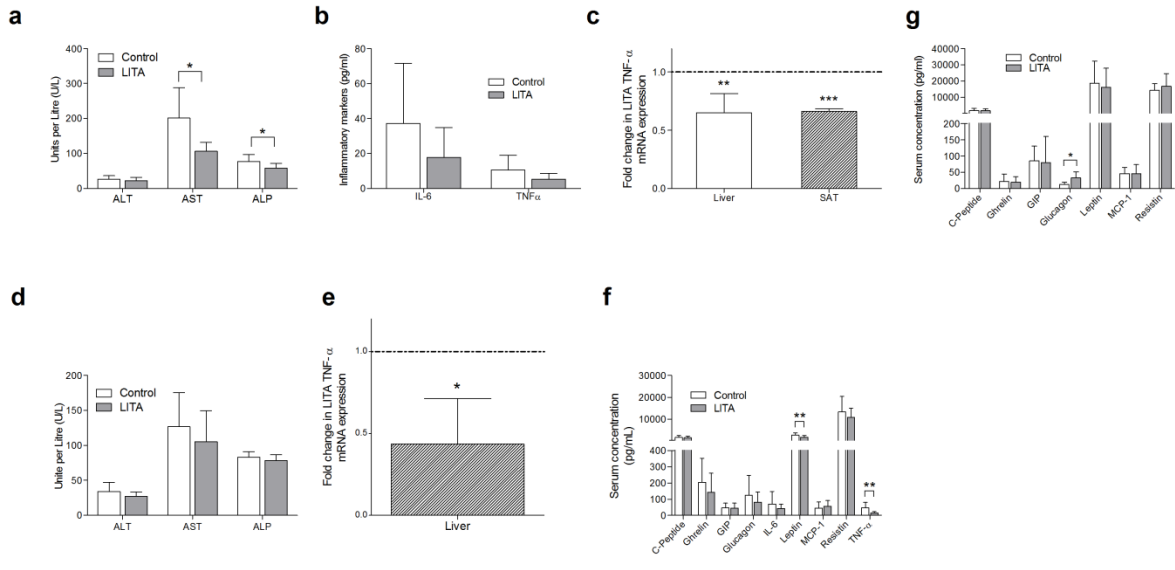 a
Units per Litre (U/L)
400
300
200
100
0
Control
LITA
*
*
ALT
AST
ALP
b
Inflammatory markers (pg/ml)
80
60
40
20
0
Control
LITA
IL-6
TNFα
c
Fold change in LITA TNF-α
mRNA expression
1.0
0.5
0.0
**
***
Liver
SAT
g
Serum concentration (pg/ml)
40000
30000
20000
10000
200
150
100
50
0
Control
LITA
*
C-Peptide
Ghrelin
GIP
Glucagon
Leptin
MCP-1
Resistin
d
Unite per Litre (U/L)
200
150
100
50
0
Control
LITA
ALT
AST
ALP
e
Fold change in LITA TNF-α
mRNA expression
1.0
0.5
0.0
*
Liver
f
Serum concentration
(pg/mL)
30000
20000
10000
400
300
200
100
0
Control
LITA
**
**
C-Peptide
Ghrelin
GIP
Glucagon
IL-6
Leptin
MCP-1
Resistin
TNF-α